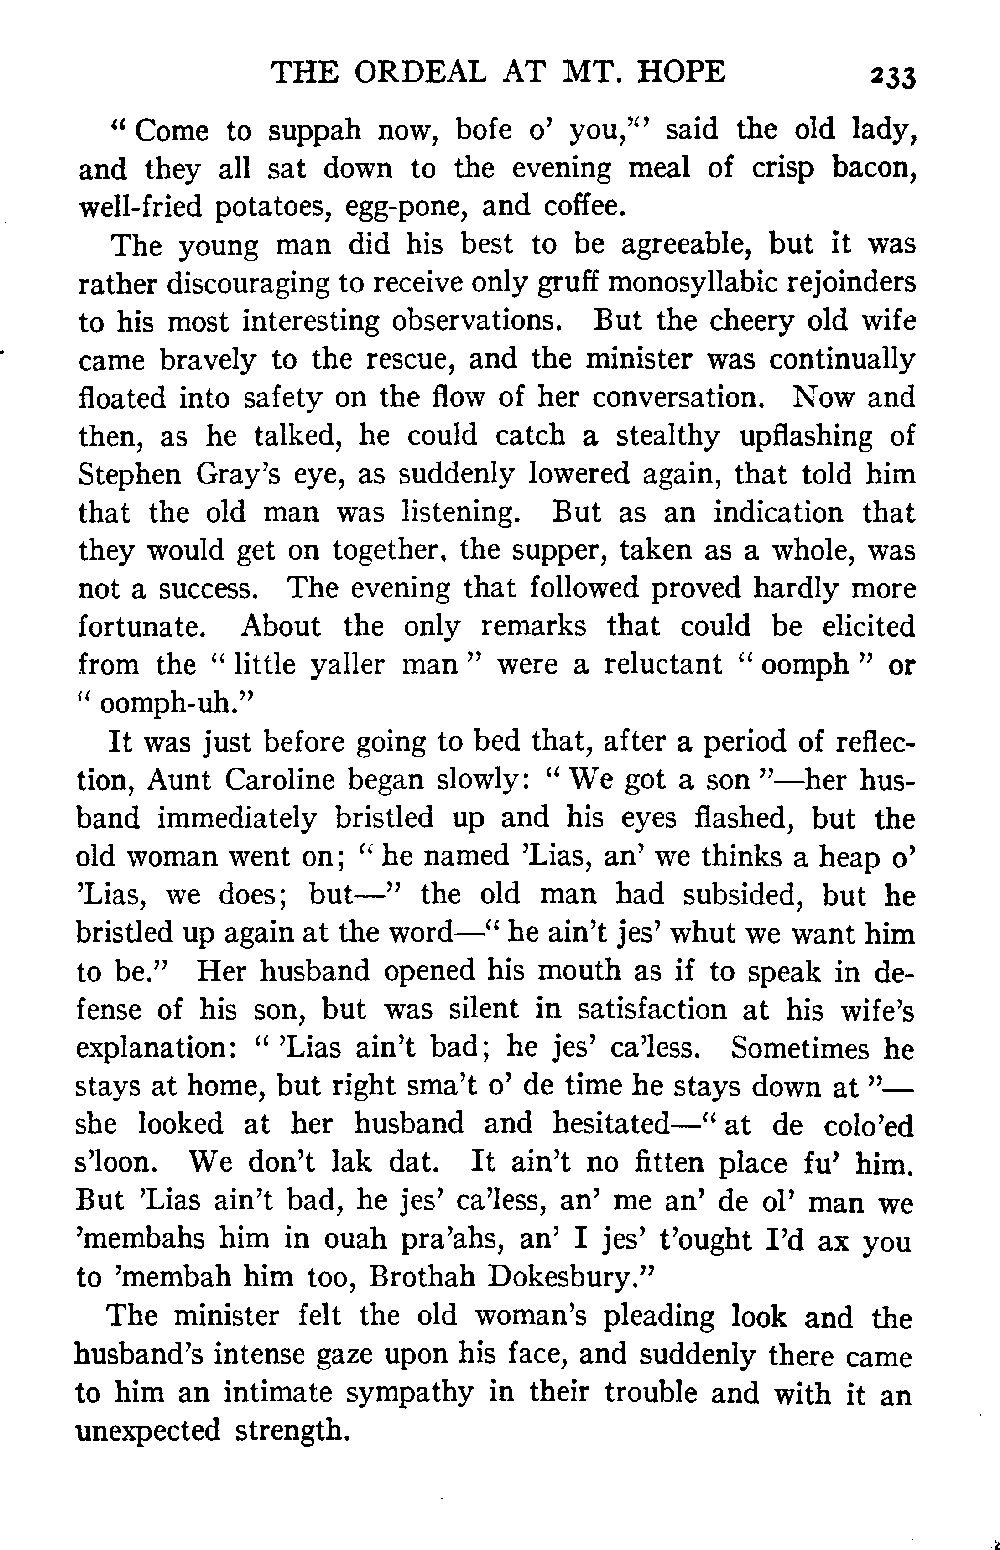 THE ORDEAL AT MT. HOPE 233
“ Come to suppah now, bofe o’ you,”‘’ said the old lady,
and they all sat down to the evening meal of crisp bacon,
well-fried potatoes, egg-pone, and coffee.
The young man did his best to be agreeable, but it was
rather discouraging to receive only gruff monosyllabic rejoinders
to his most interesting observations. But the cheery old wife
came bravely to the rescue, and the minister was continually
floated into safety on the flow of her conversation. Now and
then, as he talked, he could catch a stealthy upflashing of
Stephen Gray’s eye, as suddenly lowered again, that told him
that the old man was listening. But as an indication that
they would get on together, the supper, taken as a whole, was
not a success. The evening that followed proved hardly more
fortunate. About the only remarks that could be elicited
from the “ little yaller man ” were a reluctant “ oomph ” or
“ oomph-uh.”
It was just before going to bed that, after a period of reflec-
tion, Aunt Caroline began slowly: “ We got a son ”—her hus-
band immediately bristled up and his eyes flashed, but the
old woman went on; “ he named ’Lias, an’ we thinks a heap o’
’Lias, we does; but—” the old man had subsided, but he
bristled up again at the word—“ he ain’t jes’ whut we want him
to be.” Her husband opened his mouth as if to speak in de-
fense of his son, but was silent in satisfaction at his wife’s
explanation: “ ’Lias ain’t bad; he jes’ ca’less. Sometimes he
stays at home, but right sma’t o’ de time he stays down at ”—
she looked at her husband and hesitated—“ at de colo’ed
s’loon. We don’t lak dat. It ain’t no fitten place fu’ him.
But ’Lias ain’t bad, he jes’ ca’less, an’ me an’ de ol’ man we
’membahs him in ouah pra’ahs, an’ I jes’ t’ought I’d ax you
to ’membah him too, Brothah Dokesbury.”
The minister felt the old woman’s pleading look and the
husband’s intense gaze upon his face, and suddenly there came
to him an intimate sympathy in their trouble and with it an
unexpected strength.